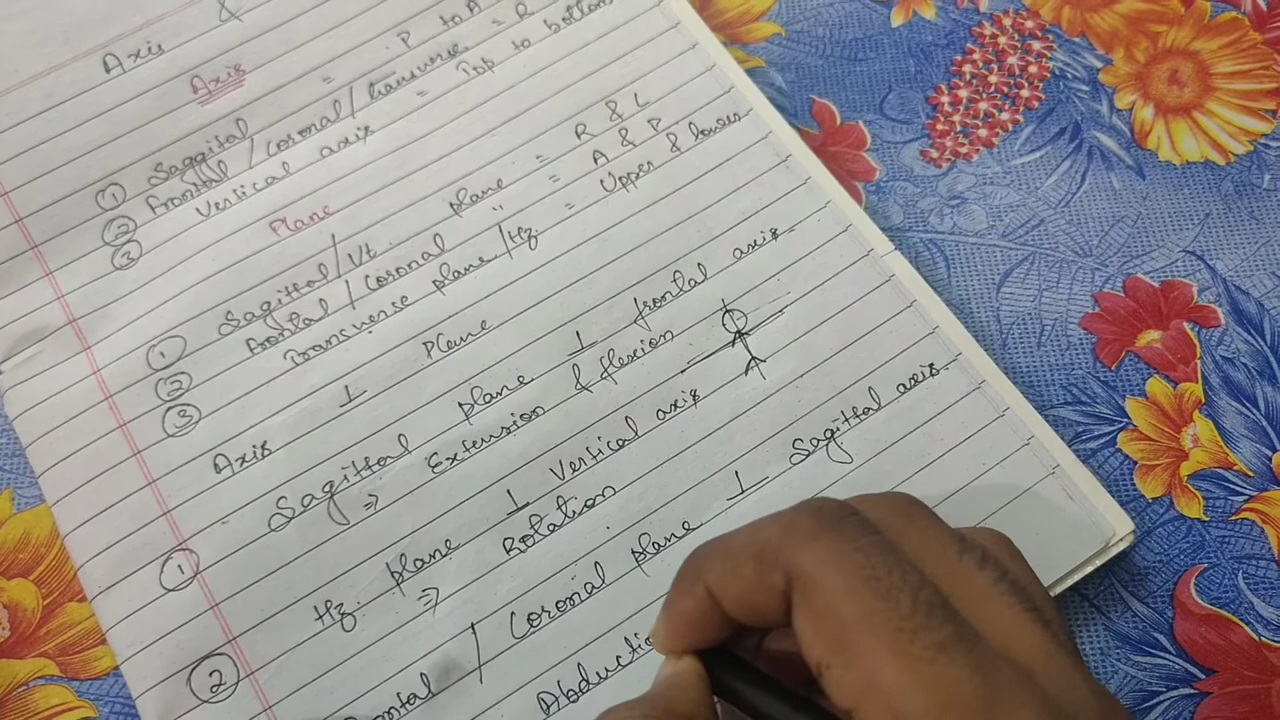 Axis &
Axis
① Saggital = P to A
② frontal/coronal/transverse = R
③ Vertical axis = Top to bottom
Plane
① Sagittal/Vt. plane = R & L
② frontal/coronal " = A & P
③ Transverse plane/Hz. = Upper & lower
Axis ⊥ Plane
① Sagittal plane ⊥ frontal axis.
⇒ Extension & flexion
② Hz. plane ⊥ Vertical axis
⇒ Rotation
/ Coronal plane ⊥ Sagittal axis.